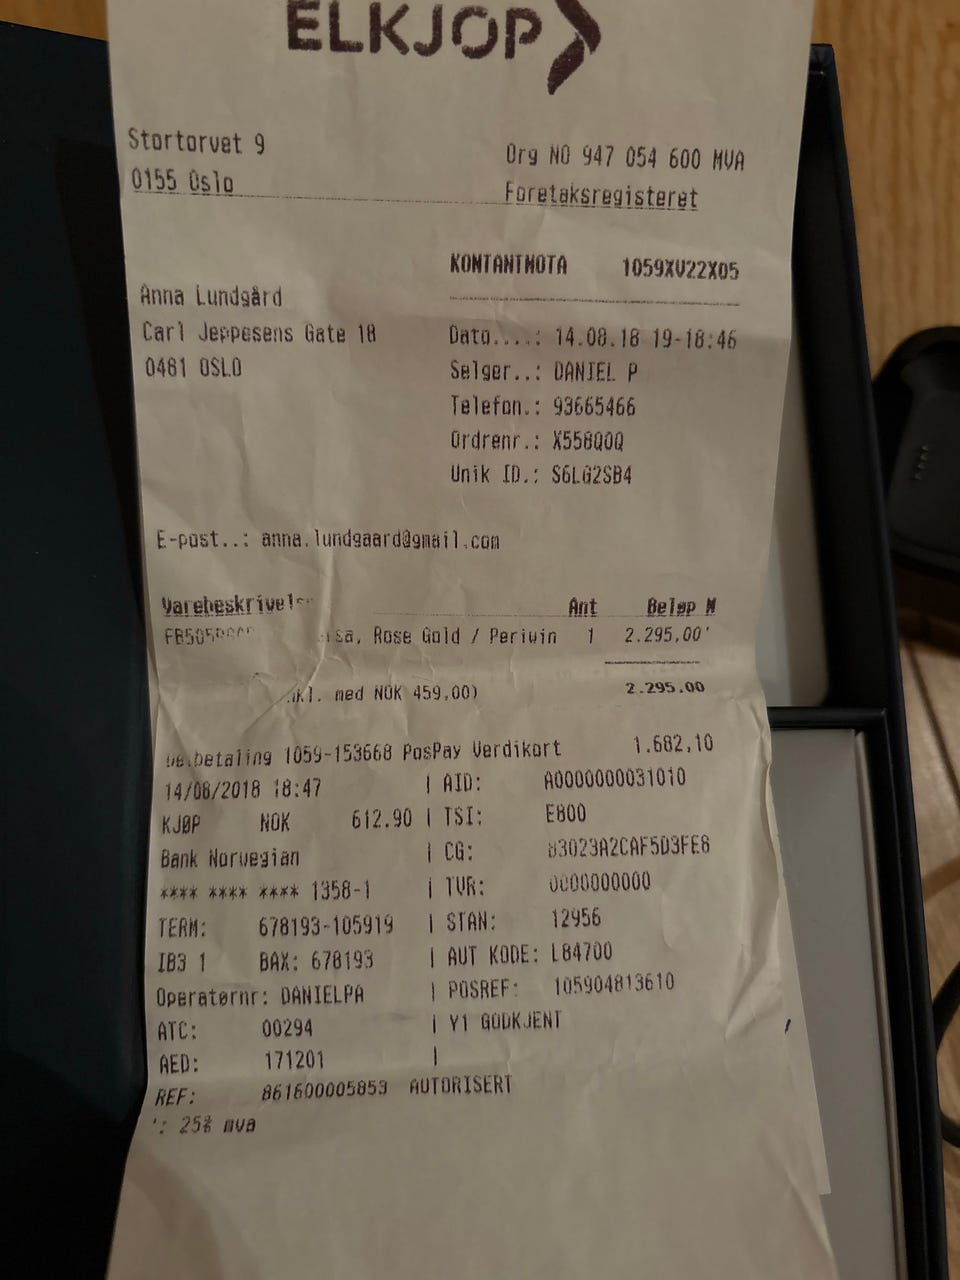 ELKJØP
Stortorvet 9
0155 Oslo
Org NO 947 054 600 MVA
Foretaksregisteret
KONTANTNOTA 1059XV22X05
Anna Lundgård
Carl Jeppesens Gate 18
0481 OSLO
Dato....: 14.08.18 19-18:46
Selger..: DANIEL P
Telefon.: 93665466
Ordrenr.: X558QQQ
Unik ID.: S6LG2SB4
E-post..: anna.lundgaard@gmail.com
Varebeskrivels Ant Beløp M
Rose Gold / Periwin 1 2.295,00'
2.295.00
med NOK 459,00)
1059-153668 PosPay Verdikort 1.682,10
14/08/2018 18:47 | AID: A0000000031010
KJØP NOK 612.90 | TSI: E800
Bank Norwegian | CG: 83023A2CAF5D3FE8
**** **** **** 1358-1 | TVR: 0000000000
TERM: 678193-105919 | STAN: 12956
IB3 1 BAX: 678193 | AUT KODE: L84700
Operatørnr: DANIELPA | POSREF: 105904813610
ATC: 00294 | Y1 GODKJENT
AED: 171201 |
REF: 861600005853 AUTORISERT
': 25% mva